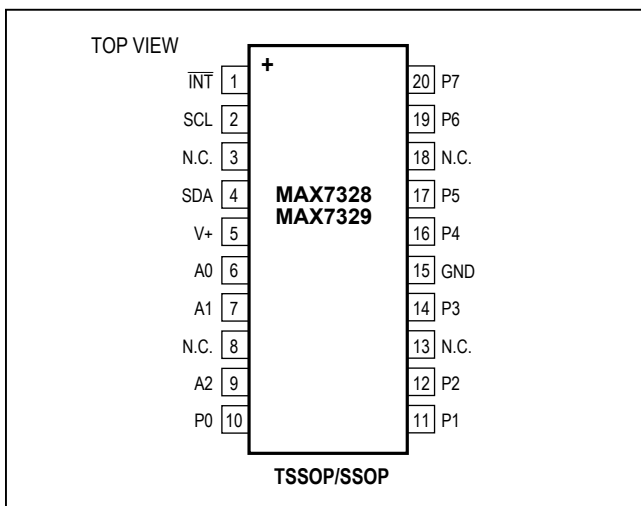 TOP VIEW
+
INT 1 20 P7
SCL 2 19 P6
N.C. 3 18 N.C.
SDA 4 17 P5
MAX7328
MAX7329
V+ 5 16 P4
A0 6 15 GND
A1 7 14 P3
N.C. 8 13 N.C.
A2 9 12 P2
P0 10 11 P1
TSSOP/SSOP